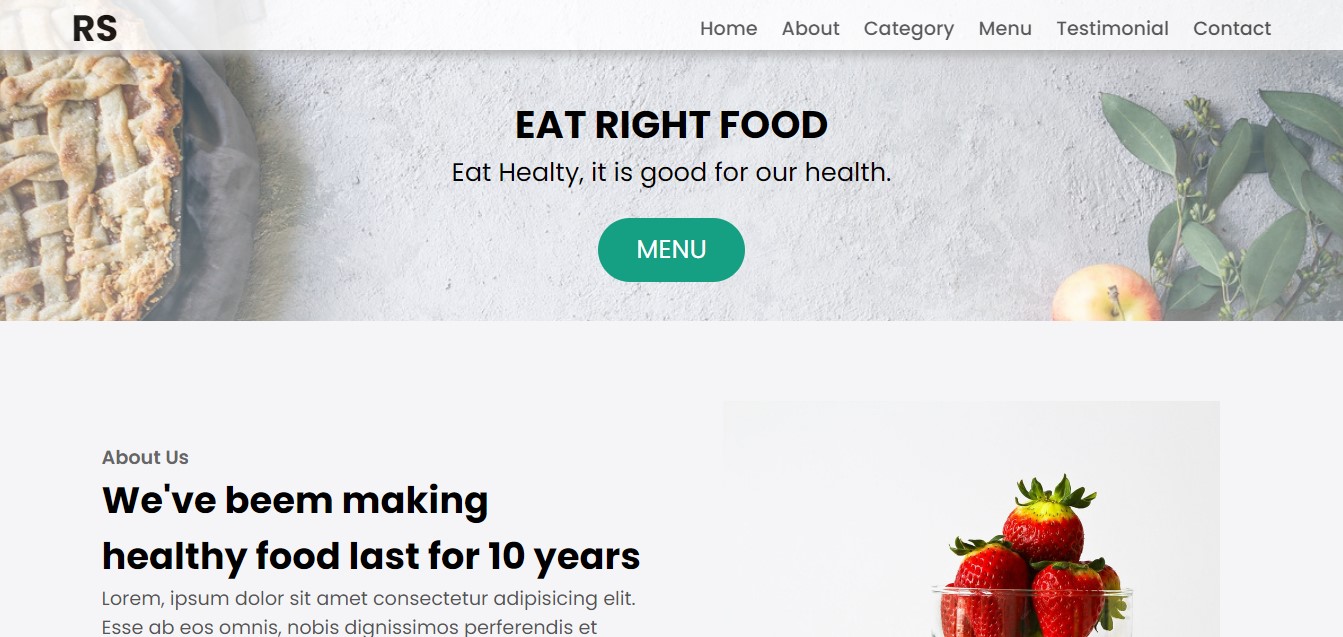 RS
Home About Category Menu Testimonial Contact
EAT RIGHT FOOD
Eat Healty, it is good for our health.
MENU
About Us
We've beem making
healthy food last for 10 years
Lorem, ipsum dolor sit amet consectetur adipisicing elit.
Esse ab eos omnis, nobis dignissimos perferendis et